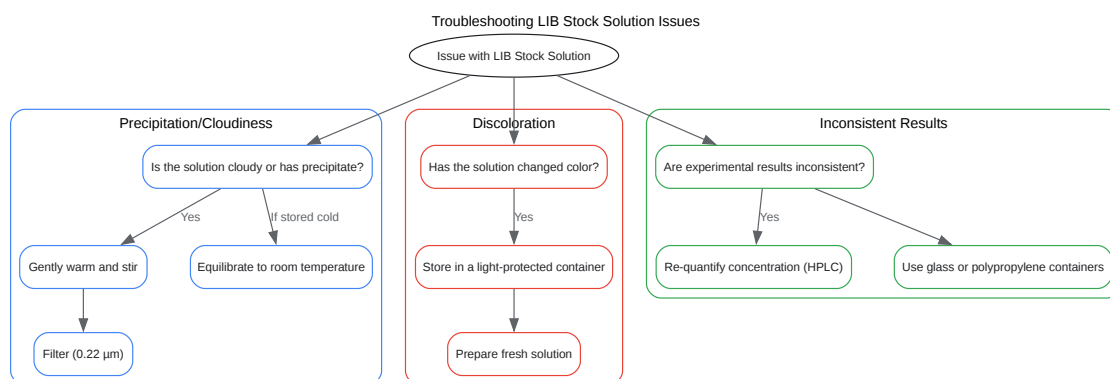 Troubleshooting LIB Stock Solution Issues
Issue with LIB Stock Solution
Precipitation/Cloudiness
Discoloration
Inconsistent Results
Is the solution cloudy or has precipitate?
Has the solution changed color?
Are experimental results inconsistent?
Yes
If stored cold
Yes
Yes
Gently warm and stir
Equilibrate to room temperature
Store in a light-protected container
Re-quantify concentration (HPLC)
Use glass or polypropylene containers
Filter (0.22 µm)
Prepare fresh solution